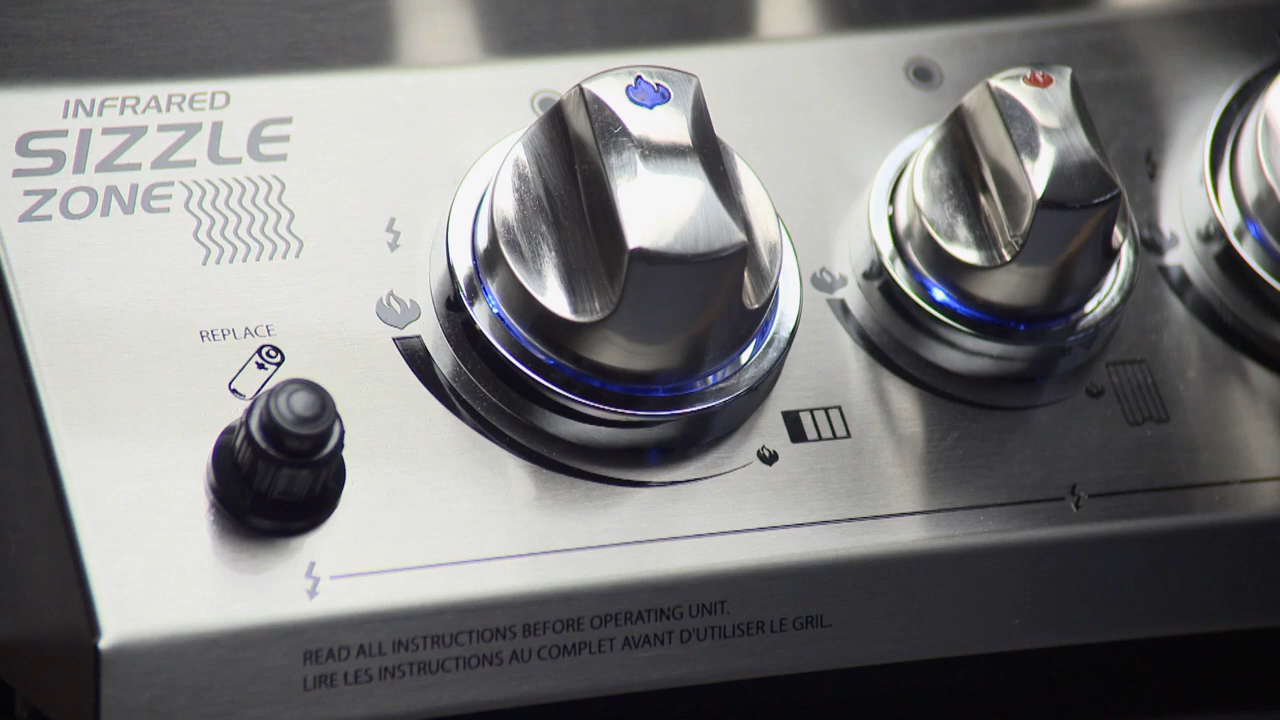 INFRARED
SIZZLE
ZONE
REPLACE
READ ALL INSTRUCTIONS BEFORE OPERATING UNIT.
LIRE LES INSTRUCTIONS AU COMPLET AVANT D'UTILISER LE GRIL.